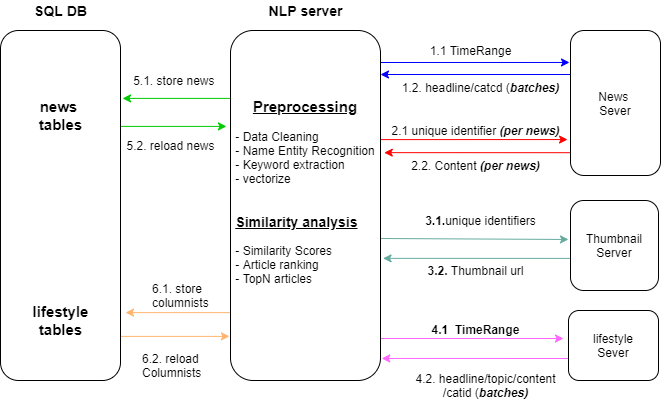 SQL DB
NLP server
news
tables
lifestyle
tables
5.1. store news
5.2. reload news
6.1. store
columnists
6.2. reload
Columnists
Preprocessing
- Data Cleaning
- Name Entity Recognition
- Keyword extraction
- vectorize
Similarity analysis
- Similarity Scores
- Article ranking
- TopN articles
1.1 TimeRange
1.2. headline/catcd (batches)
2.1 unique identifier (per news)
2.2. Content (per news)
3.1.unique identifiers
3.2. Thumbnail url
4.1 TimeRange
4.2. headline/topic/content
/catid (batches)
News
Sever
Thumbnail
Server
lifestyle
Sever